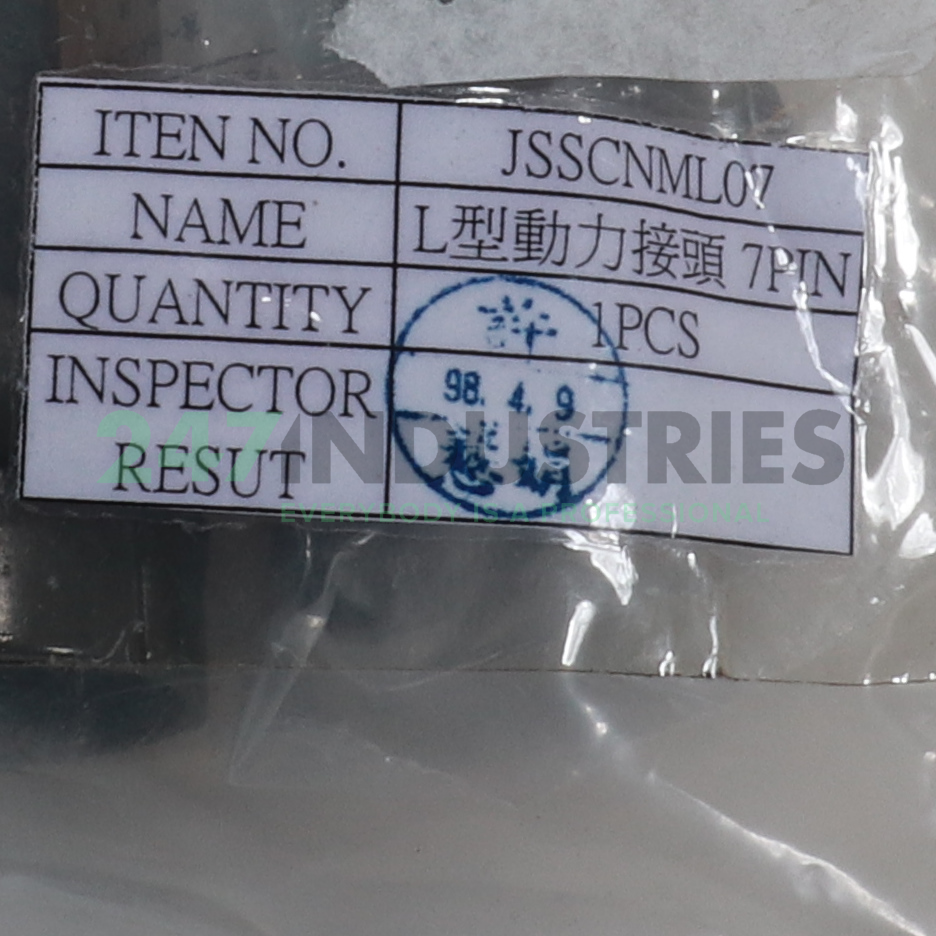 ITEN NO. JSSCNML07
NAME L型動力接頭 7PIN
QUANTITY 1PCS
INSPECTOR
RESUT
98. 4. 9
247INDUSTRIES
EVERYBODY IS A PROFESSIONAL